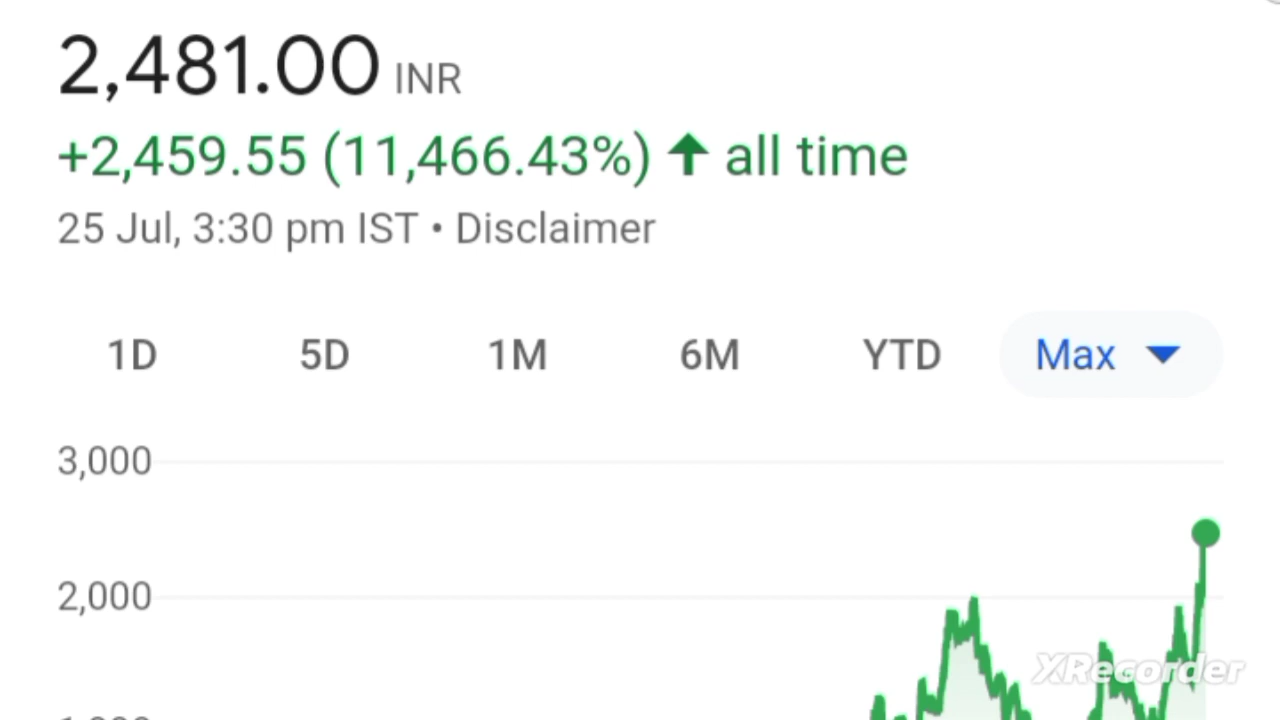 2,481.00 INR
+2,459.55 (11,466.43%) ↑ all time
25 Jul, 3:30 pm IST • Disclaimer
1D 5D 1M 6M YTD Max
3,000
2,000
XRecorder